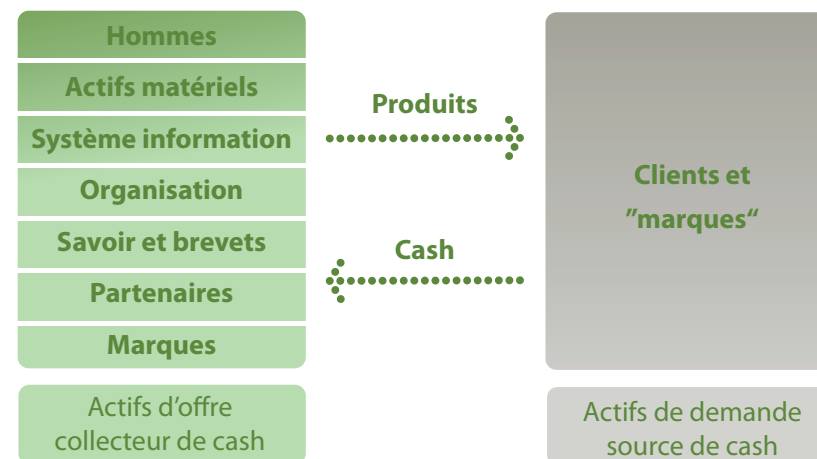 Hommes
Actifs matériels
Système information
Organisation
Savoir et brevets
Partenaires
Marques
Actifs d'offre
collecteur de cash
Produits
Cash
Clients et
”marques“
Actifs de demande
source de cash